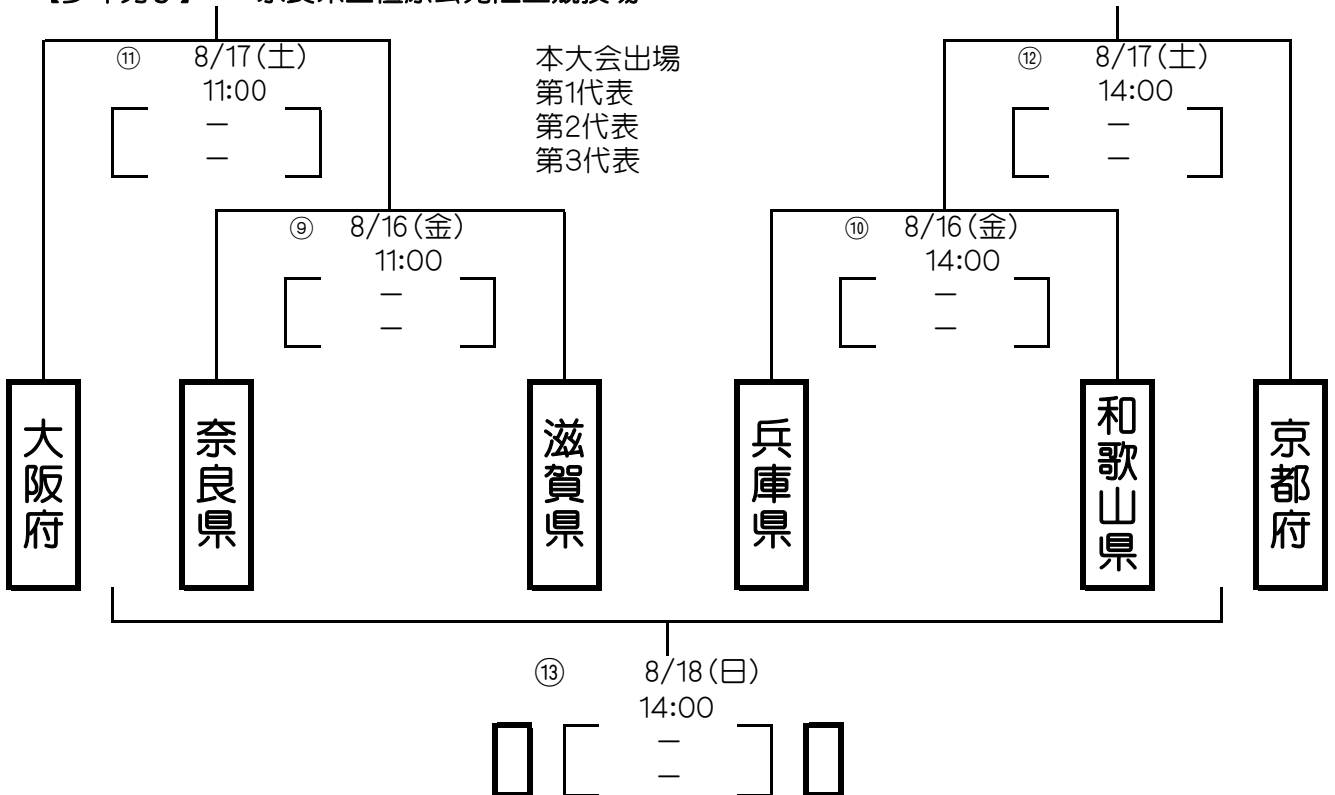 ⑪ 8/17(土)
11:00
－
－
本大会出場
第1代表
第2代表
第3代表
⑫ 8/17(土)
14:00
－
－
⑨ 8/16(金)
11:00
－
－
⑩ 8/16(金)
14:00
－
－
大阪府
奈良県
滋賀県
兵庫県
和歌山県
京都府
⑬ 8/18(日)
14:00
－
－